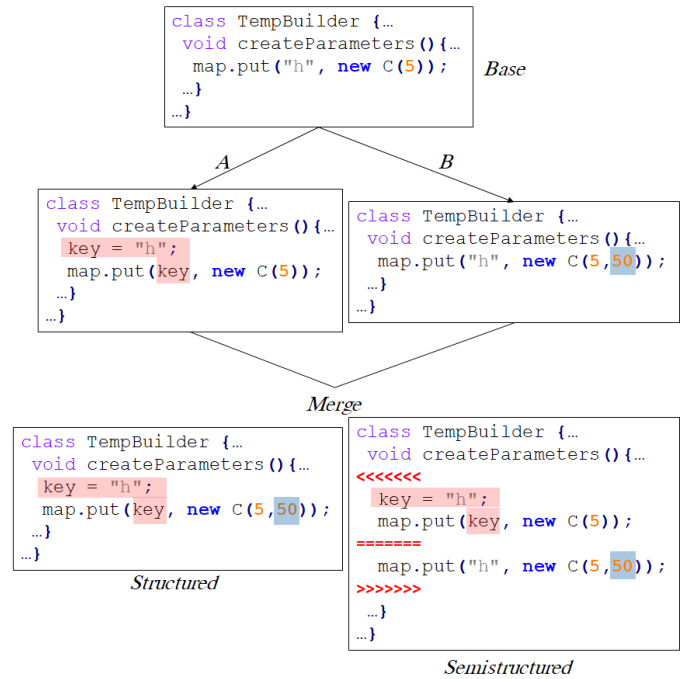 class TempBuilder {…
void createParameters(){…
map.put("h", new C(5));
…}
…}
Base
A
B
class TempBuilder {…
void createParameters(){…
key = "h";
map.put(key, new C(5));
…}
…}
class TempBuilder {…
void createParameters(){…
map.put("h", new C(5,50));
…}
…}
Merge
class TempBuilder {…
void createParameters(){…
key = "h";
map.put(key, new C(5,50));
…}
…}
Structured
class TempBuilder {…
void createParameters(){…
<<<<<<<
key = "h";
map.put(key, new C(5));
=======
map.put("h", new C(5,50));
>>>>>>>
…}
…}
Semistructured